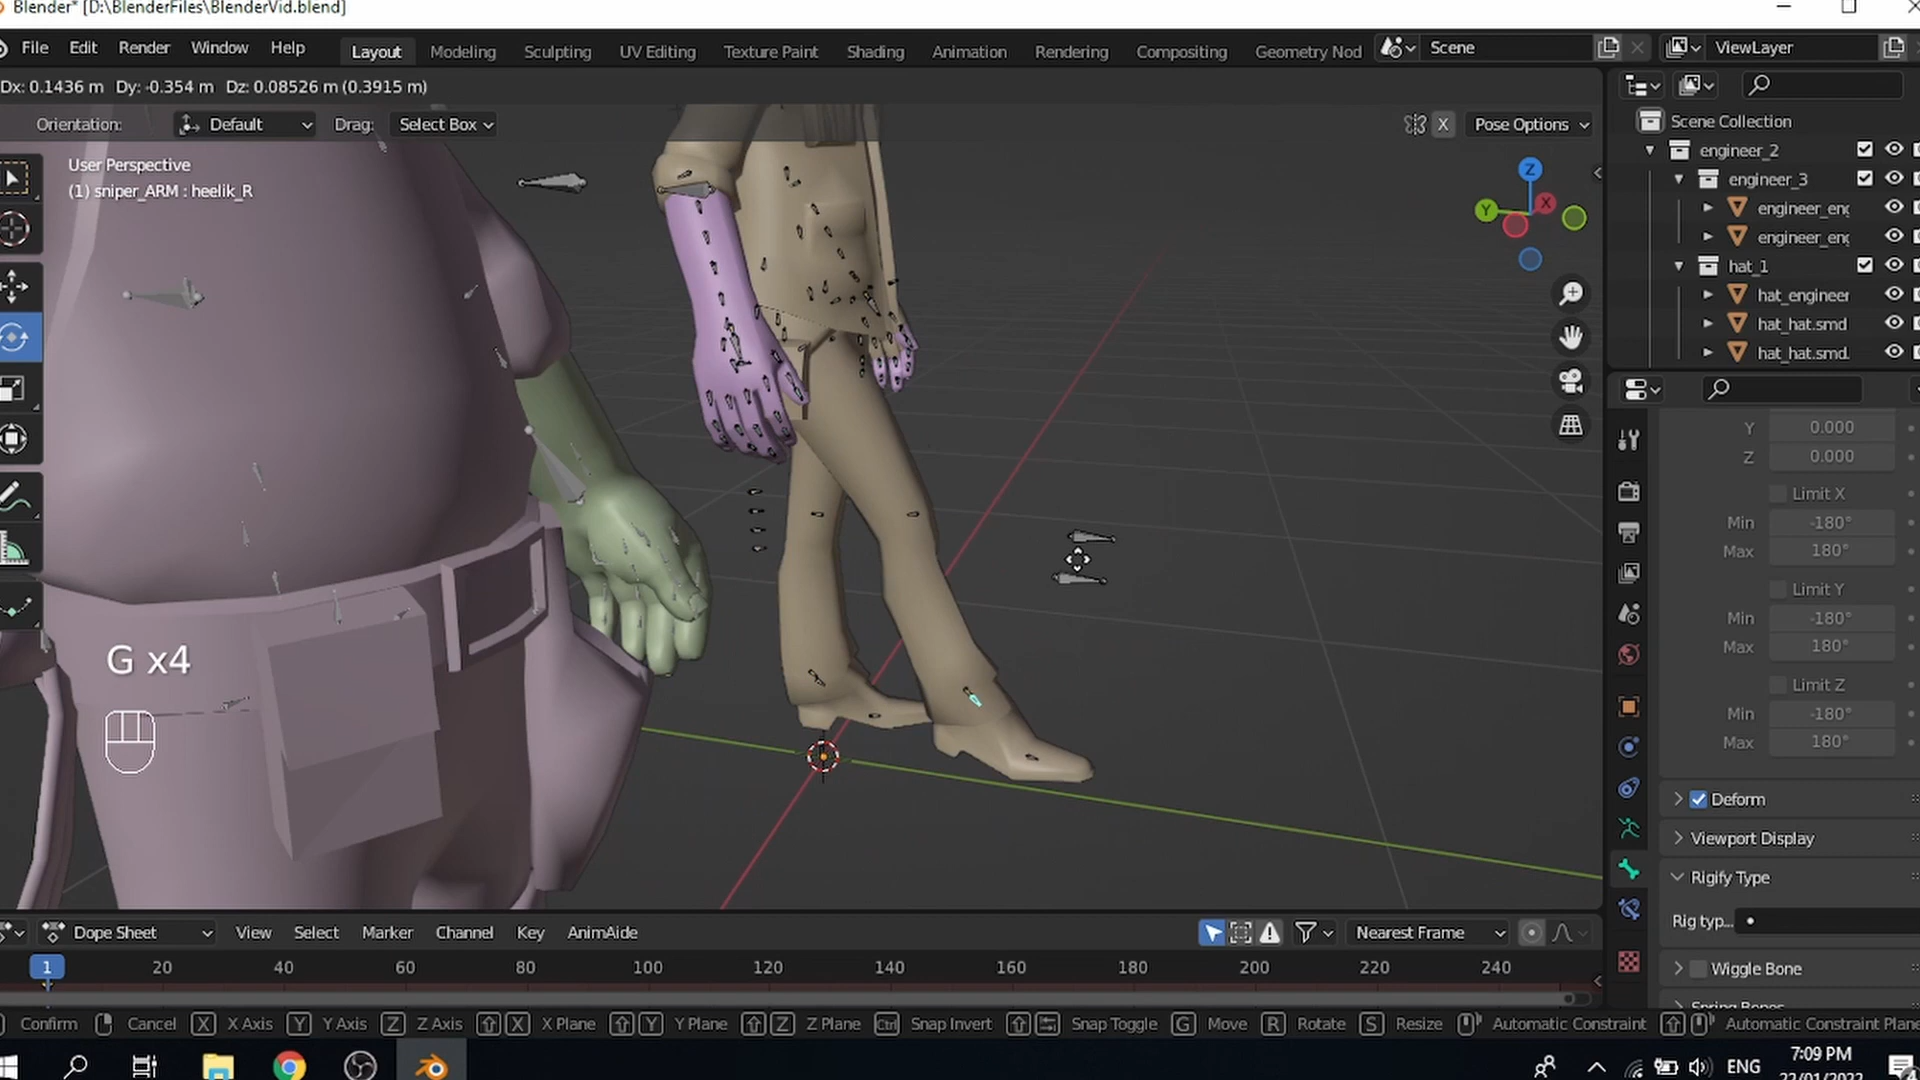 Blender* [D:\BlenderFiles\BlenderVid.blend]
File Edit Render Window Help Layout Modeling Sculpting UV Editing Texture Paint Shading Animation Rendering Compositing Geometry Nod Scene ViewLayer
Dx: 0.1436 m Dy: -0.354 m Dz: 0.08526 m (0.3915 m)
Orientation: Default Drag: Select Box X Pose Options
User Perspective
(1) sniper_ARM : heelik_R
Z
Y
X
Scene Collection
engineer_2
engineer_3
engineer_eng
engineer_eng
hat_1
hat_engineer
hat_hat.smd
hat_hat.smd.
Y 0.000
Z 0.000
Limit X
Min -180°
Max 180°
Limit Y
Min -180°
Max 180°
Limit Z
Min -180°
Max 180°
Deform
Viewport Display
Rigify Type
Rig typ...
Wiggle Bone
Spring Bones
G x4
Dope Sheet View Select Marker Channel Key AnimAide Nearest Frame
1 20 40 60 80 100 120 140 160 180 200 220 240
Confirm Cancel X X Axis Y Y Axis Z Z Axis X X Plane Y Y Plane Z Z Plane Ctrl Snap Invert Snap Toggle G Move R Rotate S Resize Automatic Constraint Automatic Constraint Plane
ENG
7:09 PM
22/01/2022